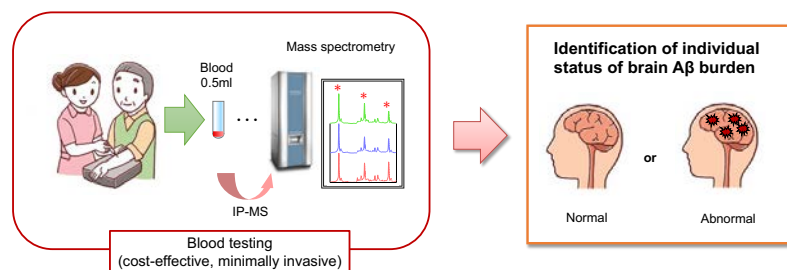 Mass spectrometry
Blood
0.5ml
* * *
...
IP-MS
Blood testing
(cost-effective, minimally invasive)
Identification of individual
status of brain Aβ burden
or
Normal
Abnormal